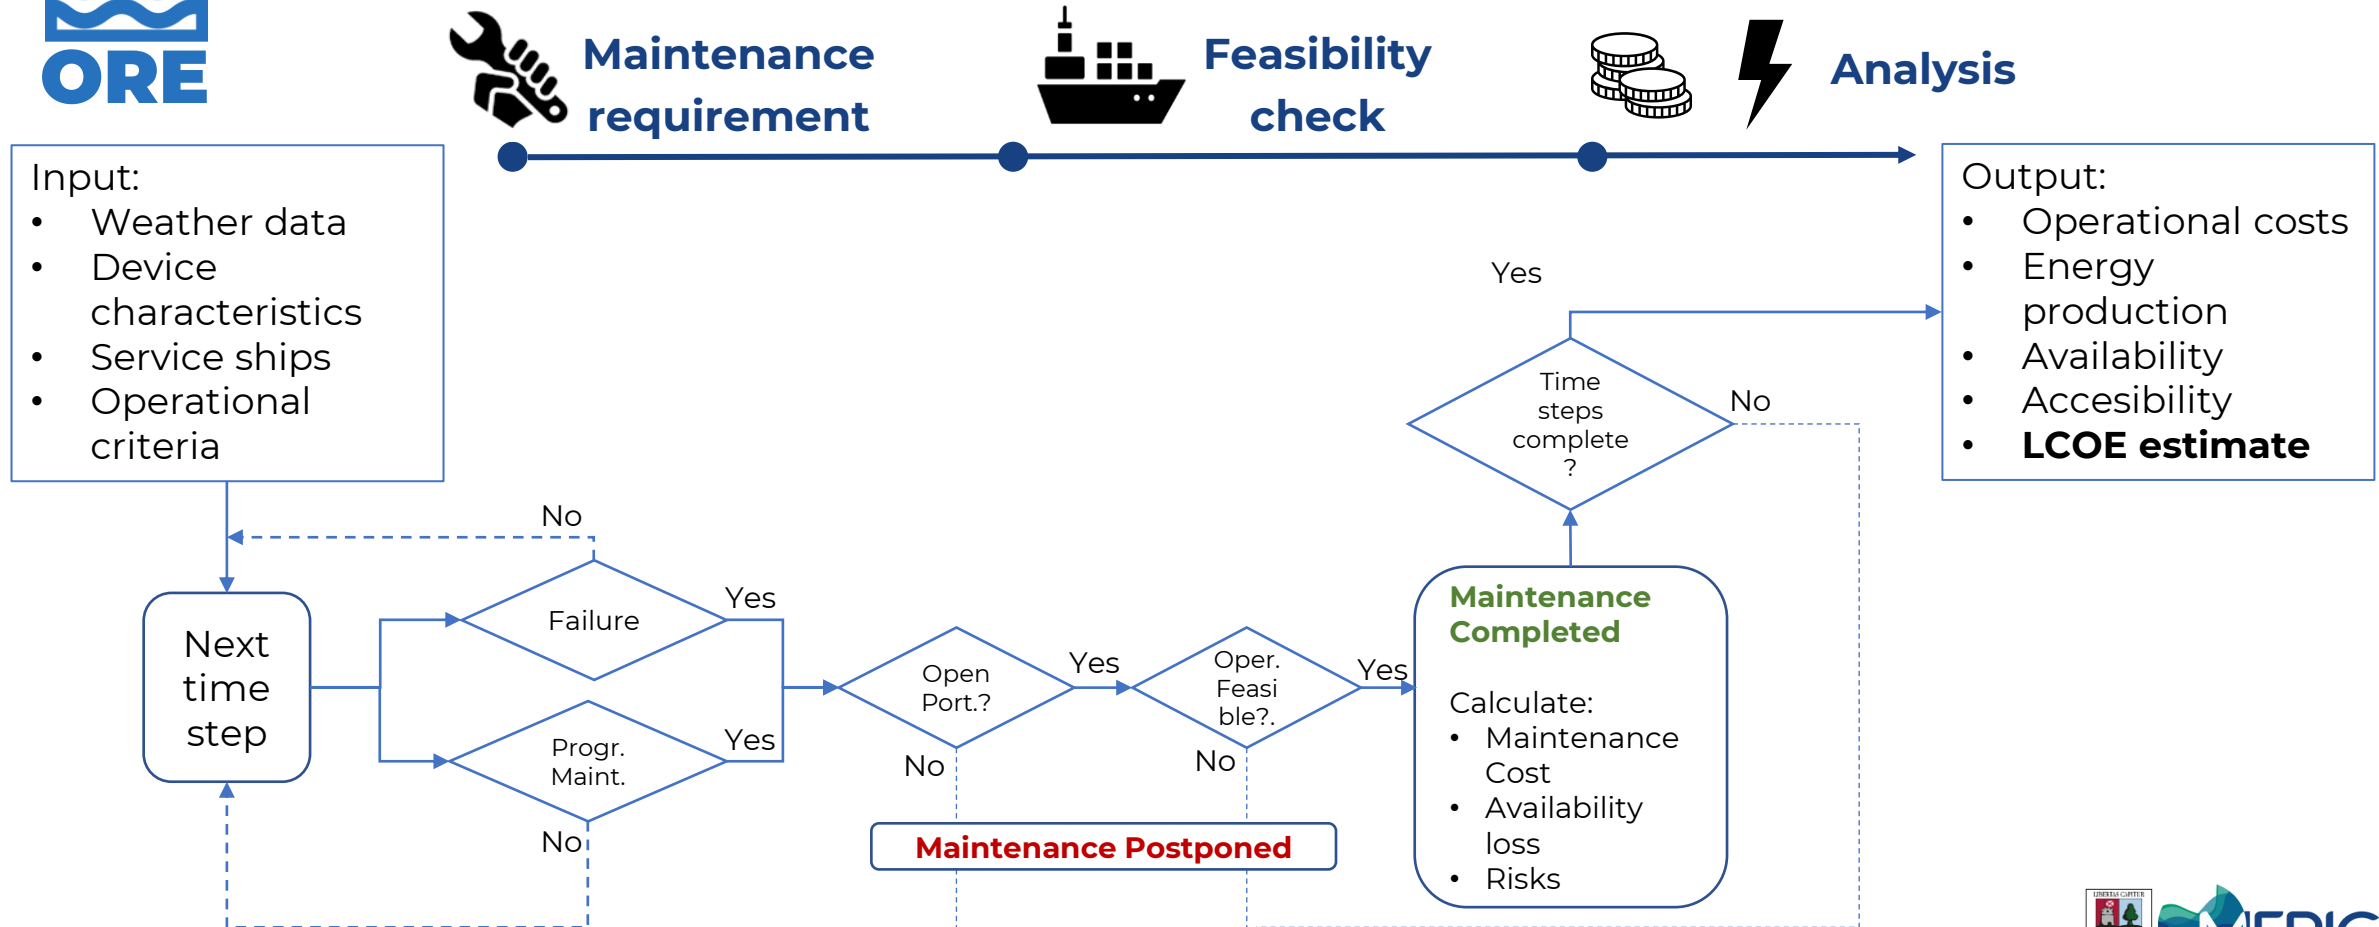 ORE
Maintenance
requirement
Feasibility
check
Analysis
Input:
• Weather data
• Device
characteristics
• Service ships
• Operational
criteria
Output:
• Operational costs
• Energy
production
• Availability
• Accesibility
• LCOE estimate
Yes
Time
steps
complete
?
No
No
Failure
Yes
Next
time
step
Progr.
Maint.
Yes
No
Open
Port.?
Yes
No
Oper.
Feasi
ble?.
Yes
No
Maintenance Postponed
Maintenance
Completed
Calculate:
• Maintenance
Cost
• Availability
loss
• Risks
LIBERTAS CAPITUR